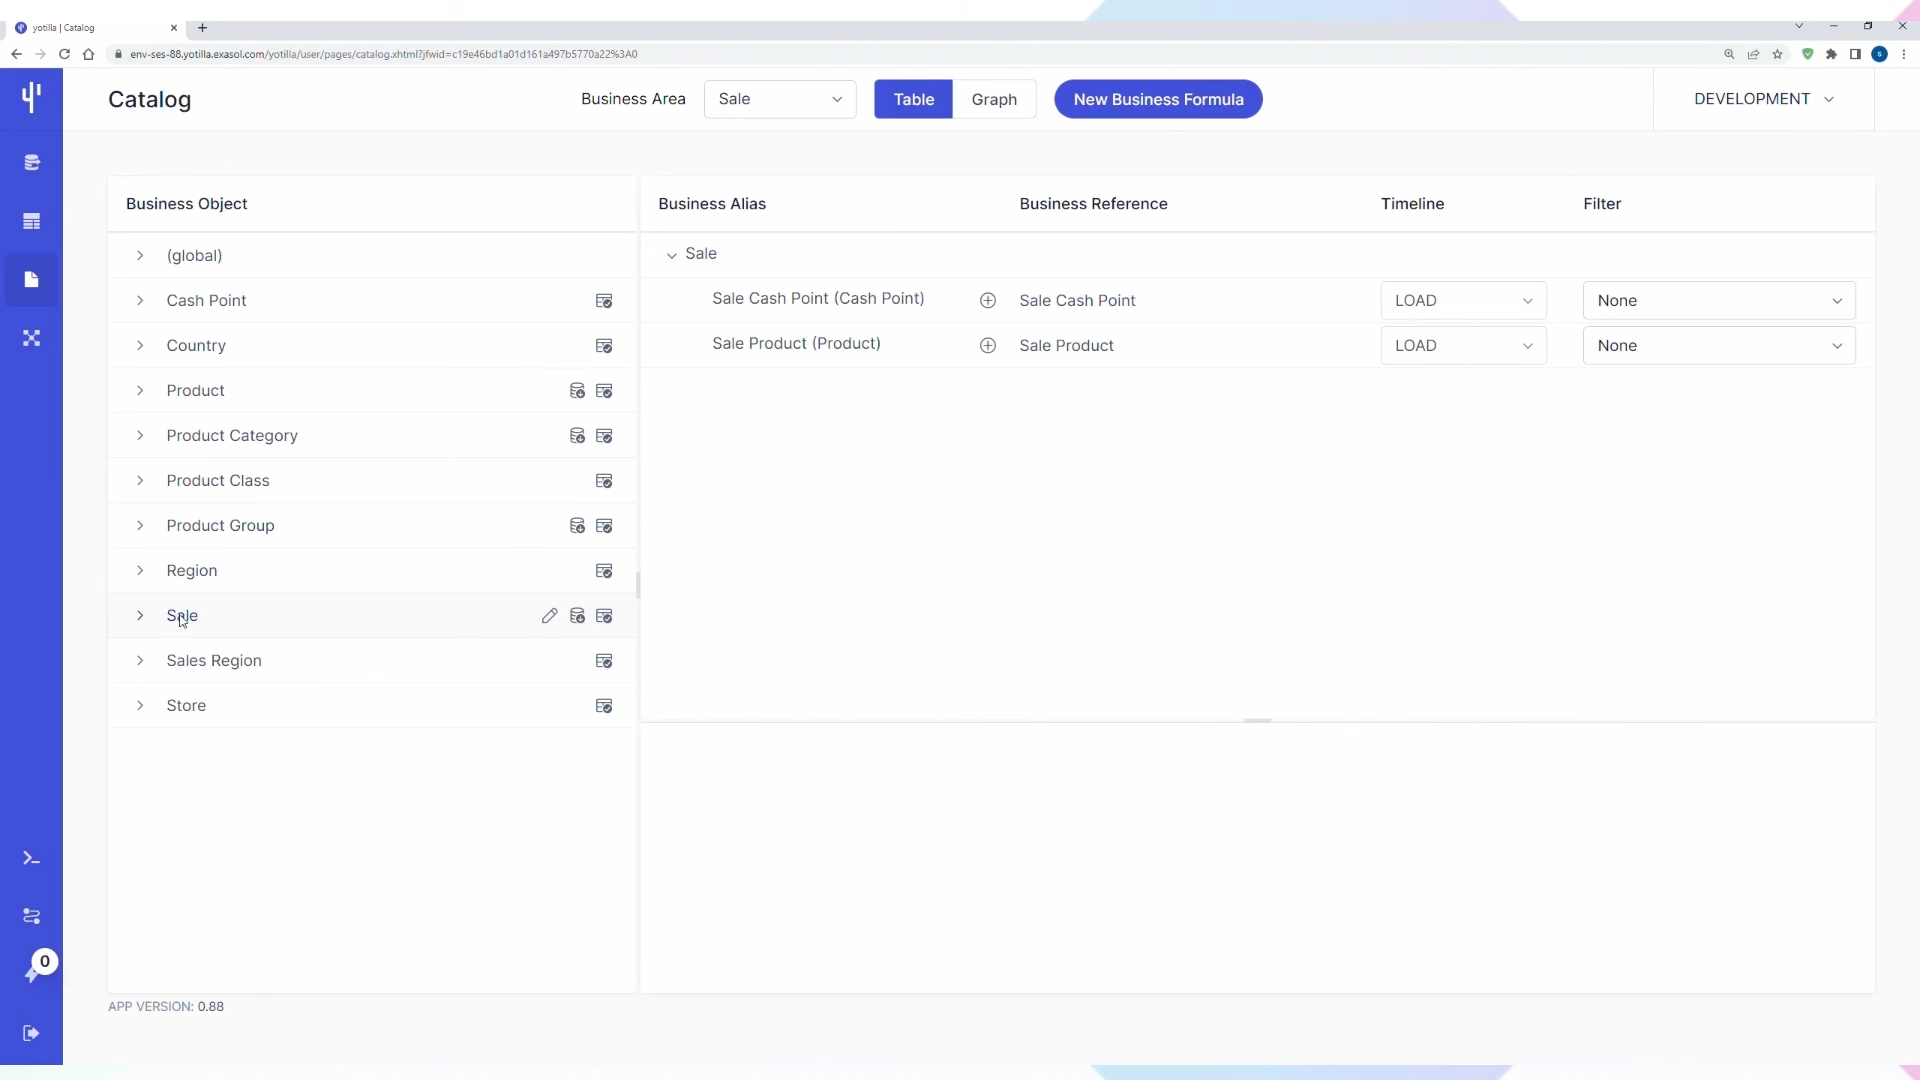 yotilla | Catalog
env-ses-88.yotilla.exasol.com/yotilla/user/pages/catalog.xhtml?jfwid=c19e46bd1a01d161a497b5770a22%3A0
S
Catalog
Business Area
Sale
Table
Graph
New Business Formula
DEVELOPMENT
Business Object
Business Alias
Business Reference
Timeline
Filter
(global)
Sale
Cash Point
Sale Cash Point (Cash Point)
Sale Cash Point
LOAD
None
Country
Sale Product (Product)
Sale Product
LOAD
None
Product
Product Category
Product Class
Product Group
Region
Sale
Sales Region
Store
0
APP VERSION: 0.88